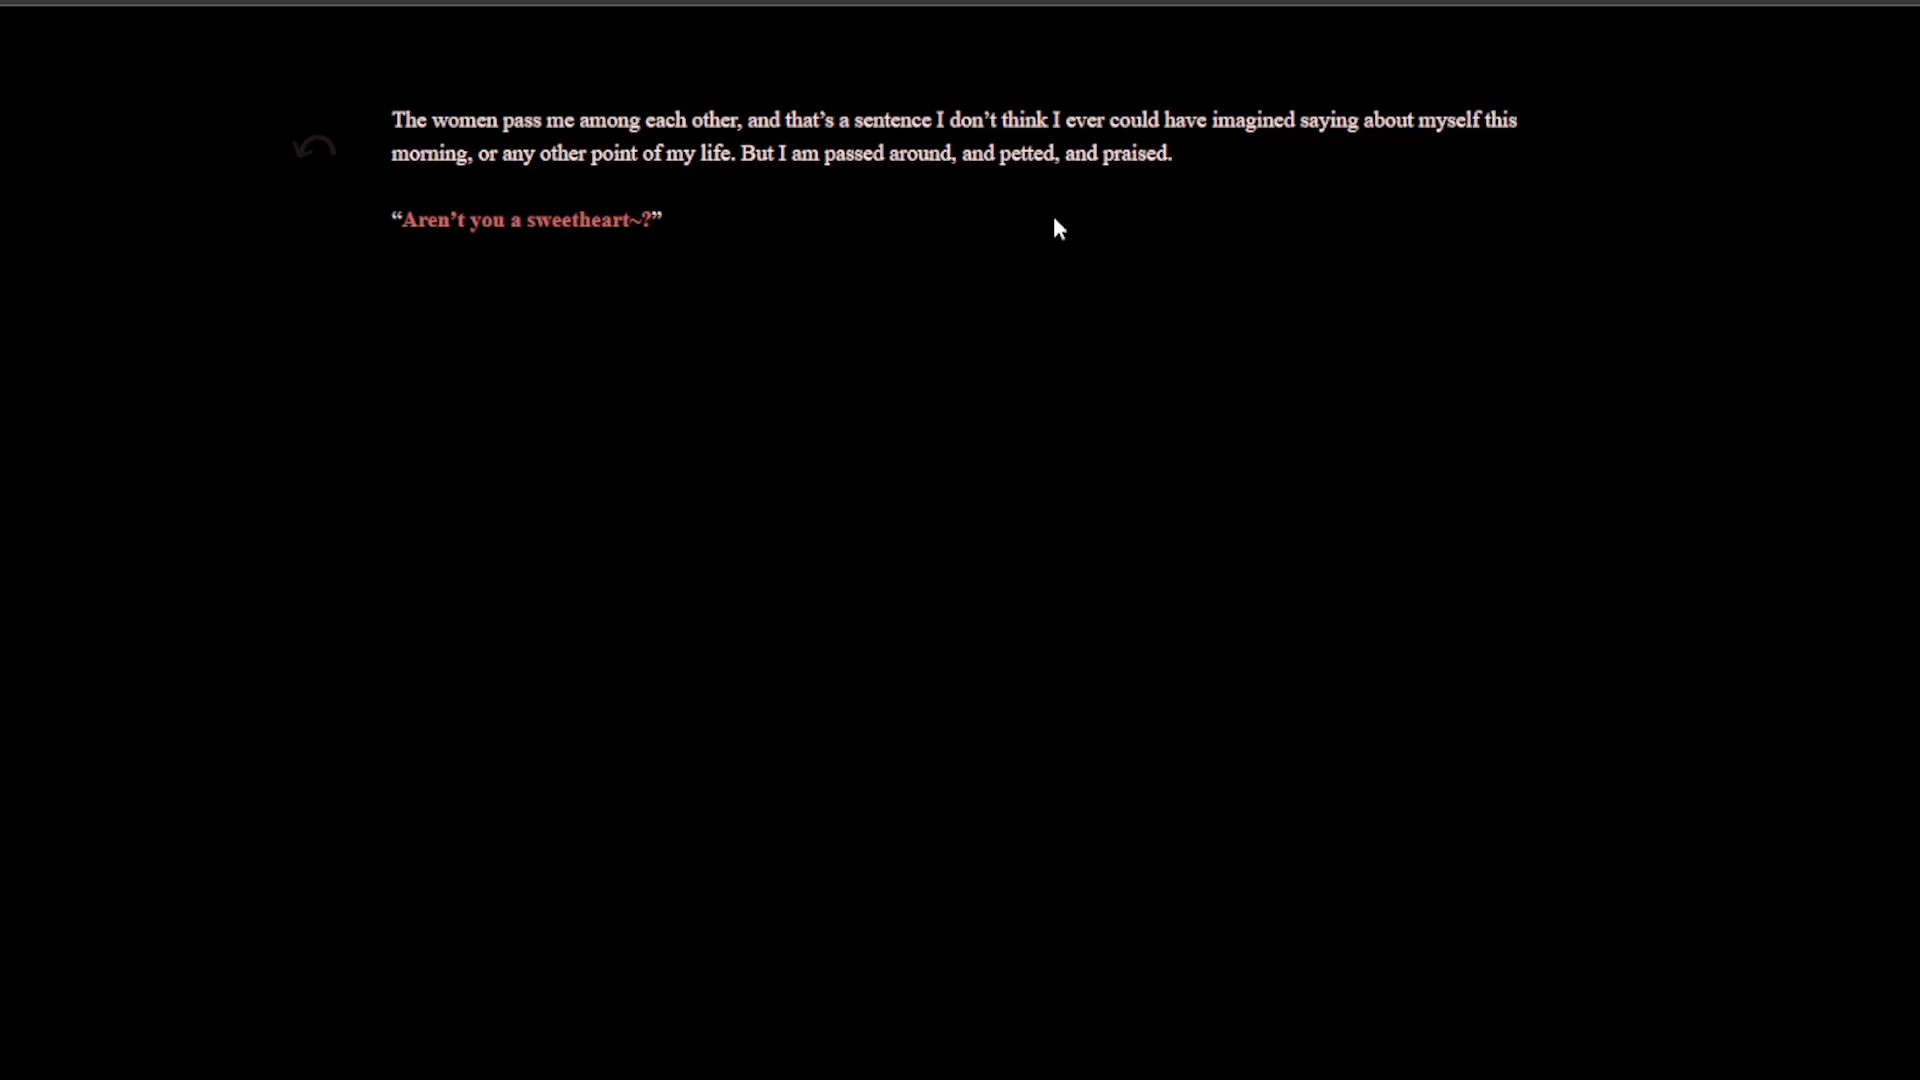 The women pass me among each other, and that’s a sentence I don’t think I ever could have imagined saying about myself this
morning, or any other point of my life. But I am passed around, and petted, and praised.
“Aren’t you a sweetheart~?”